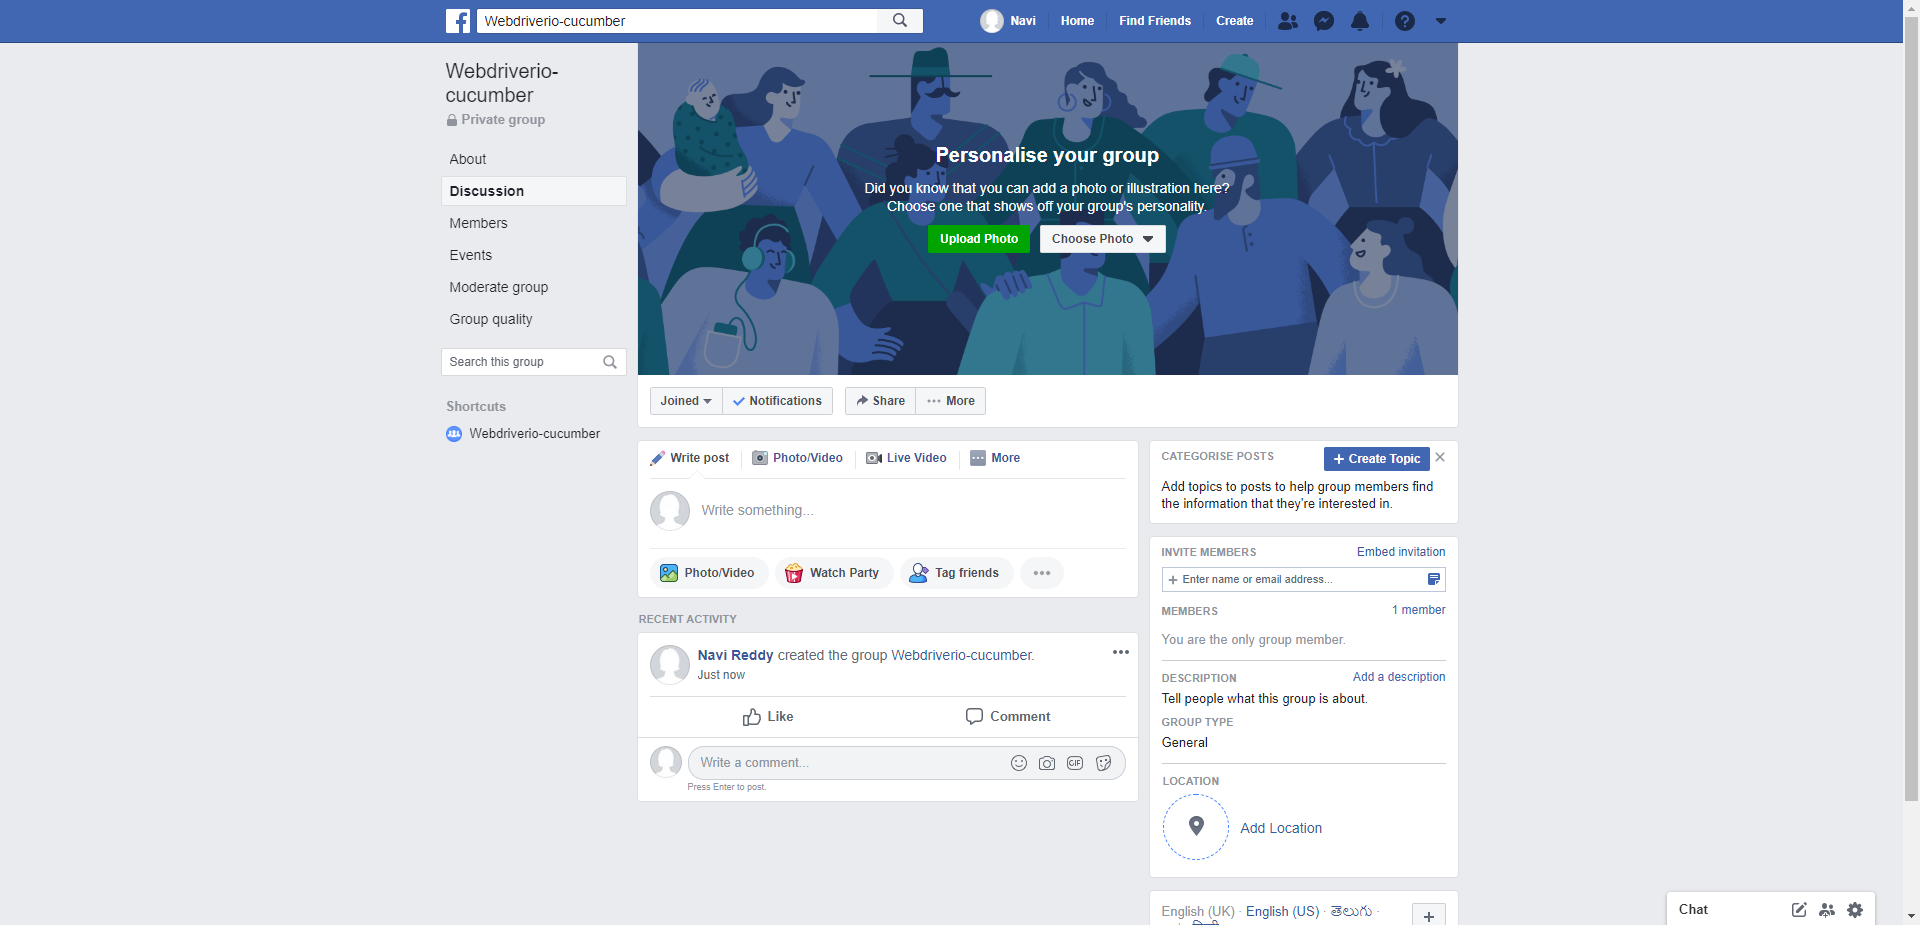 Webdriverio-cucumber
Navi
Home
Find Friends
Create
Webdriverio-
cucumber
Private group
About
Discussion
Members
Events
Moderate group
Group quality
Search this group
Shortcuts
Webdriverio-cucumber
Personalise your group
Did you know that you can add a photo or illustration here?
Choose one that shows off your group's personality.
Upload Photo
Choose Photo
Joined
Notifications
Share
More
Write post
Photo/Video
Live Video
More
Write something...
Photo/Video
Watch Party
Tag friends
RECENT ACTIVITY
Navi Reddy created the group Webdriverio-cucumber.
Just now
Like
Comment
Write a comment...
GIF
Press Enter to post.
CATEGORISE POSTS
+ Create Topic
Add topics to posts to help group members find
the information that they're interested in.
INVITE MEMBERS
Embed invitation
+ Enter name or email address...
MEMBERS
1 member
You are the only group member.
DESCRIPTION
Add a description
Tell people what this group is about.
GROUP TYPE
General
LOCATION
Add Location
English (UK) · English (US) · తెలుగు ·
Chat